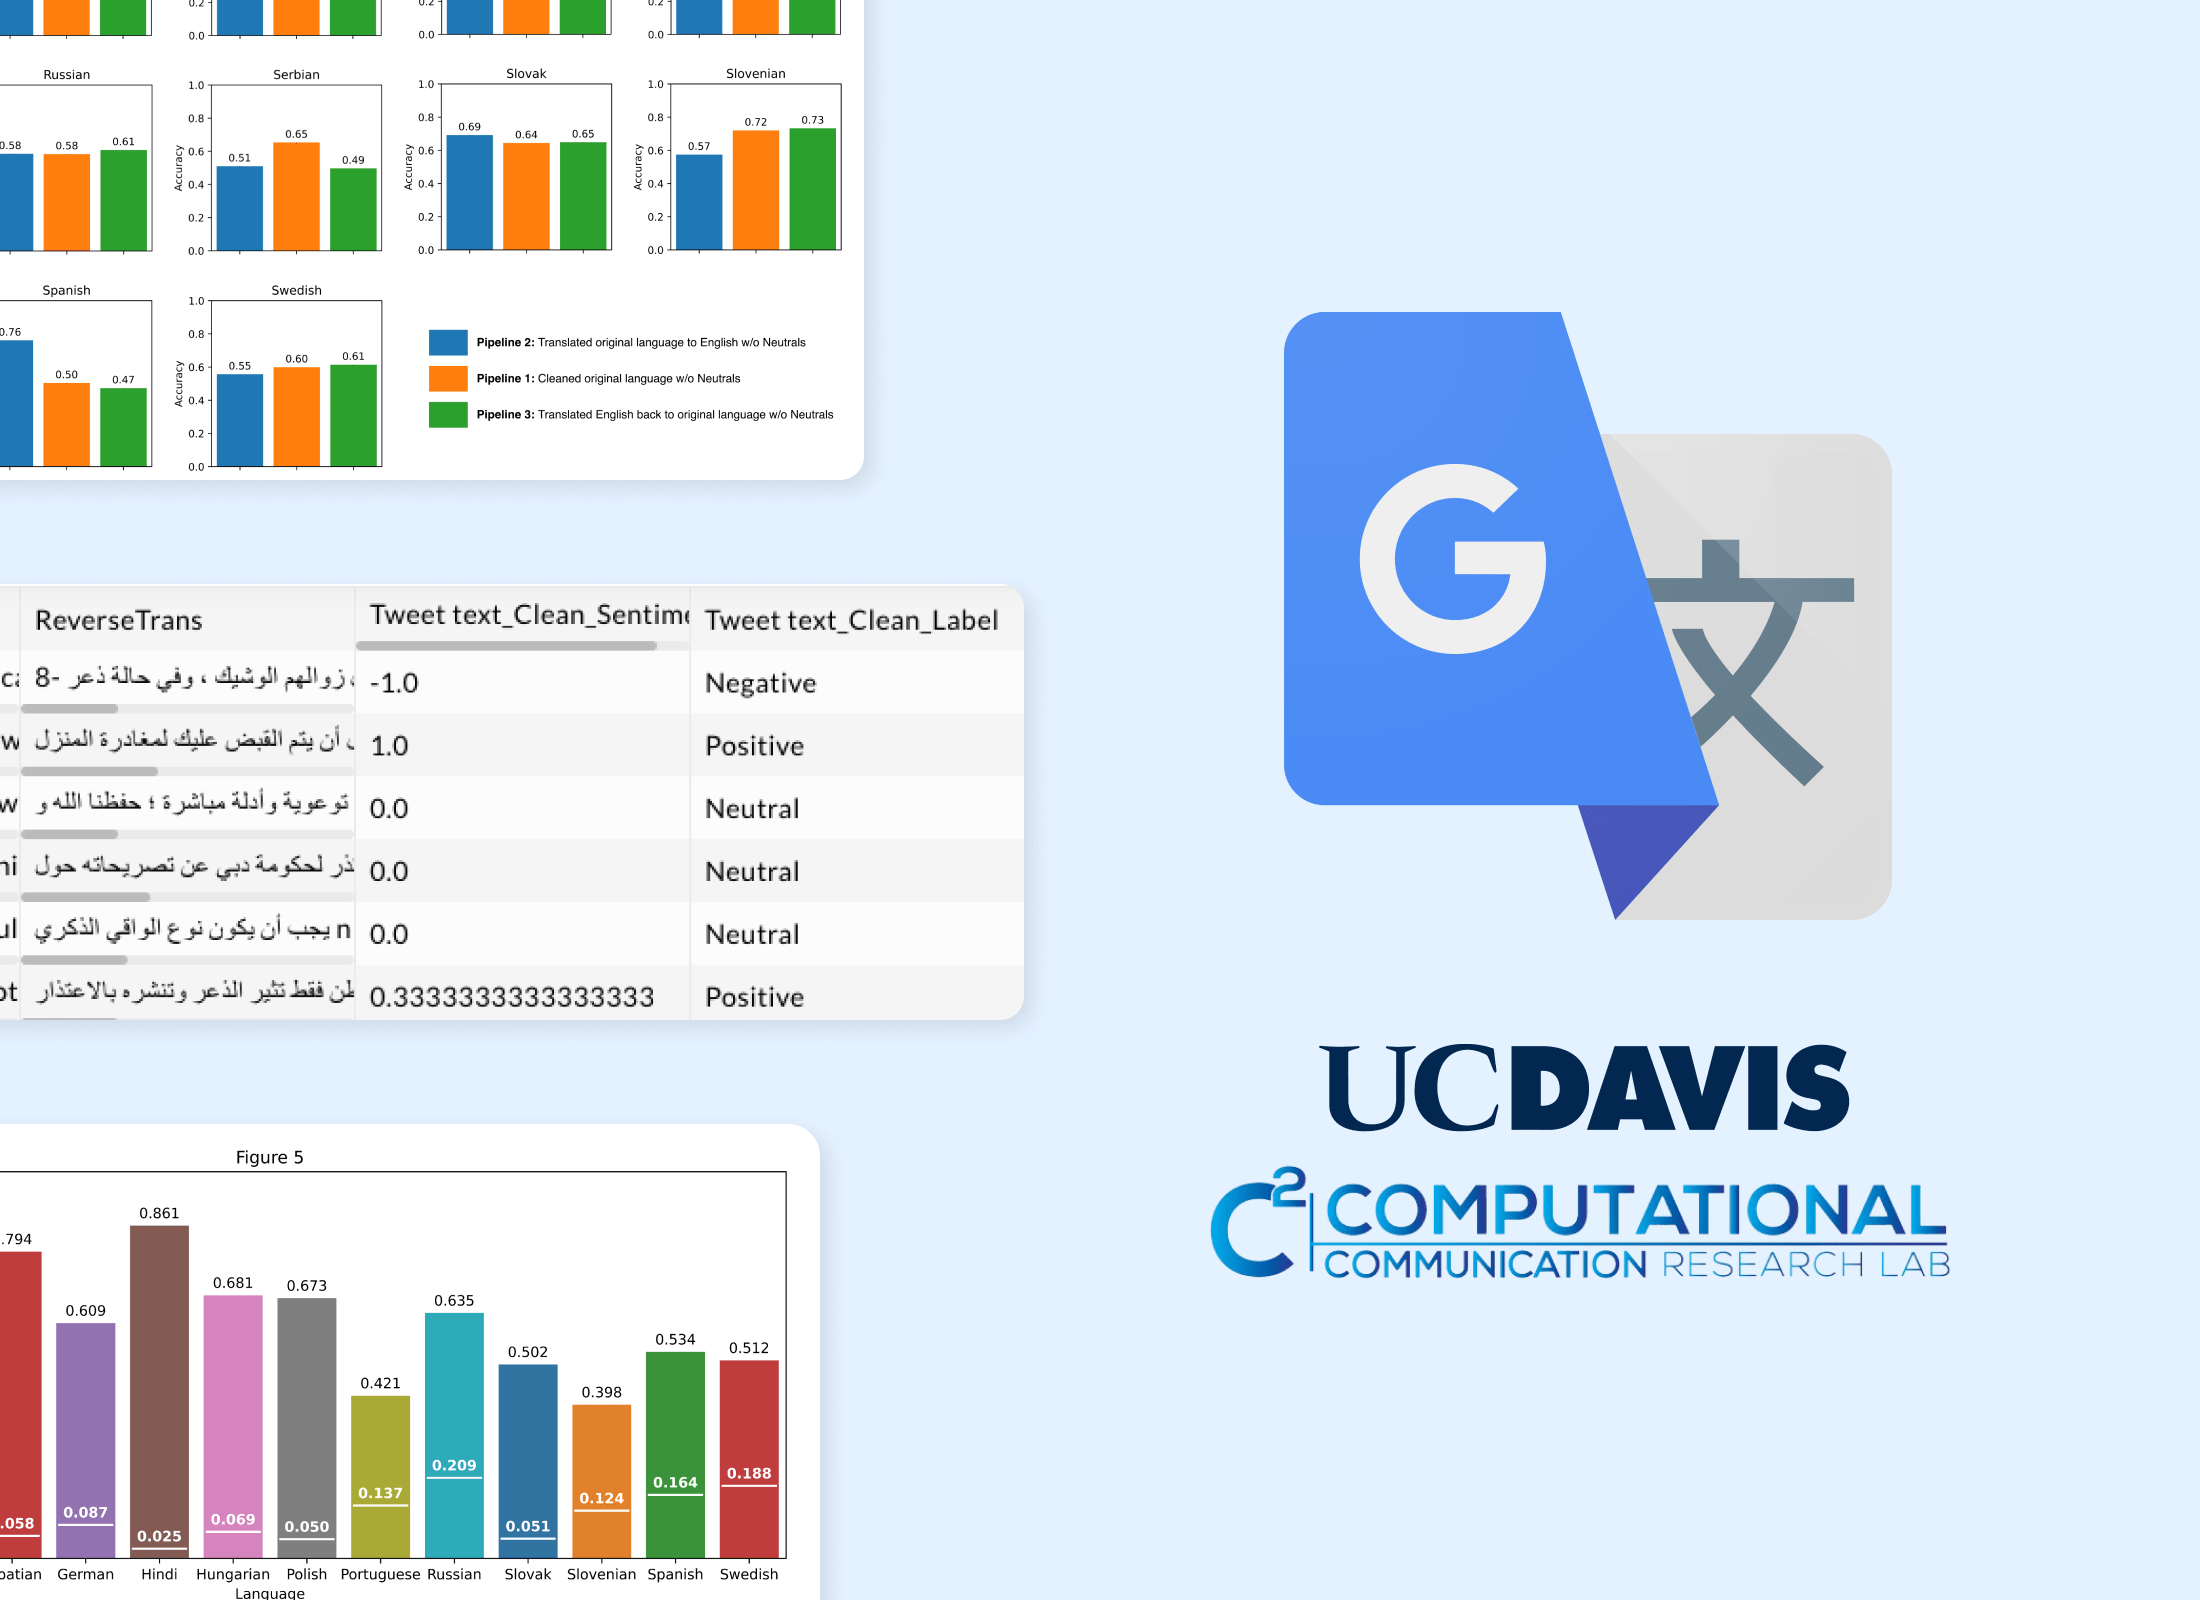 0.2
0.2
0.2
0.2
0.0
0.0
0.0
0.0
Russian
0.58
0.58
0.61
Serbian
Accuracy
1.0
0.8
0.6
0.4
0.2
0.0
0.51
0.65
0.49
Slovak
Accuracy
1.0
0.8
0.6
0.4
0.2
0.0
0.69
0.64
0.65
Slovenian
Accuracy
1.0
0.8
0.6
0.4
0.2
0.0
0.57
0.72
0.73
Spanish
0.76
0.50
0.47
Swedish
Accuracy
1.0
0.8
0.6
0.4
0.2
0.0
0.55
0.60
0.61
Pipeline 2: Translated original language to English w/o Neutrals
Pipeline 1: Cleaned original language w/o Neutrals
Pipeline 3: Translated English back to original language w/o Neutrals
ReverseTrans Tweet text_Clean_Sentime Tweet text_Clean_Label
زوالهم الوشيك ، وفي حالة ذعر -8 -1.0 Negative
أن يتم القبض عليك لمغادرة المنزل 1.0 Positive
توعوية وأدلة مباشرة ؛ حفظنا الله و 0.0 Neutral
لحكومة دبي عن تصريحاته حول 0.0 Neutral
n يجب أن يكون نوع الواقي الذكري 0.0 Neutral
فقط تثير الذعر وتنشره بالاعتذار 0.3333333333333333 Positive
Figure 5
.794
0.609
0.861
0.681
0.673
0.421
0.635
0.502
0.398
0.534
0.512
.058
0.087
0.025
0.069
0.050
0.137
0.209
0.051
0.124
0.164
0.188
oatian German Hindi Hungarian Polish Portuguese Russian Slovak Slovenian Spanish Swedish
Language
G
文
UCDAVIS
C2 COMPUTATIONAL
COMMUNICATION RESEARCH LAB